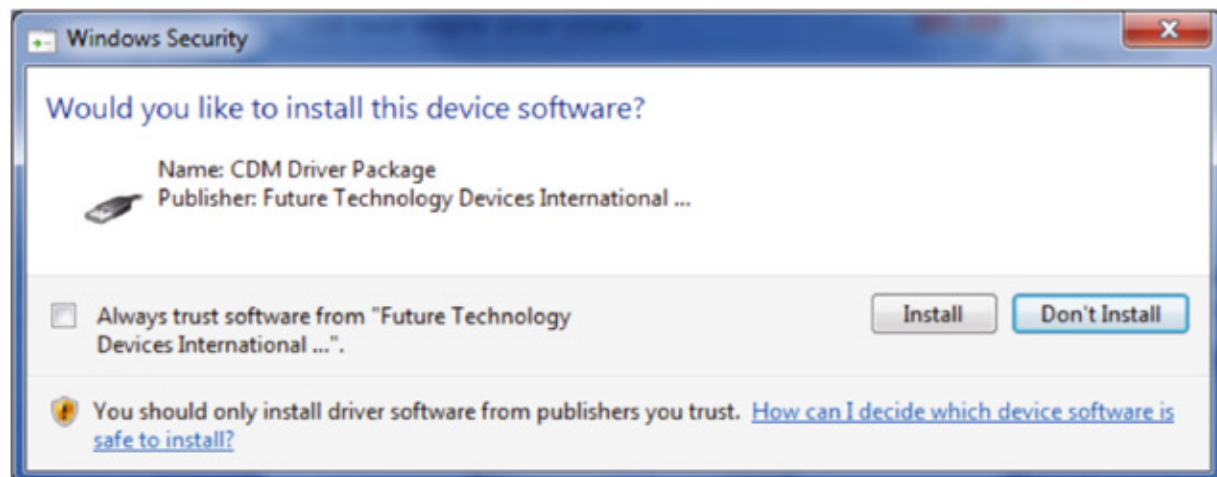 Windows Security
Would you like to install this device software?
Name: CDM Driver Package
Publisher: Future Technology Devices International ...
Always trust software from "Future Technology
Devices International ...".
Install
Don't Install
You should only install driver software from publishers you trust. How can I decide which device software is
safe to install?